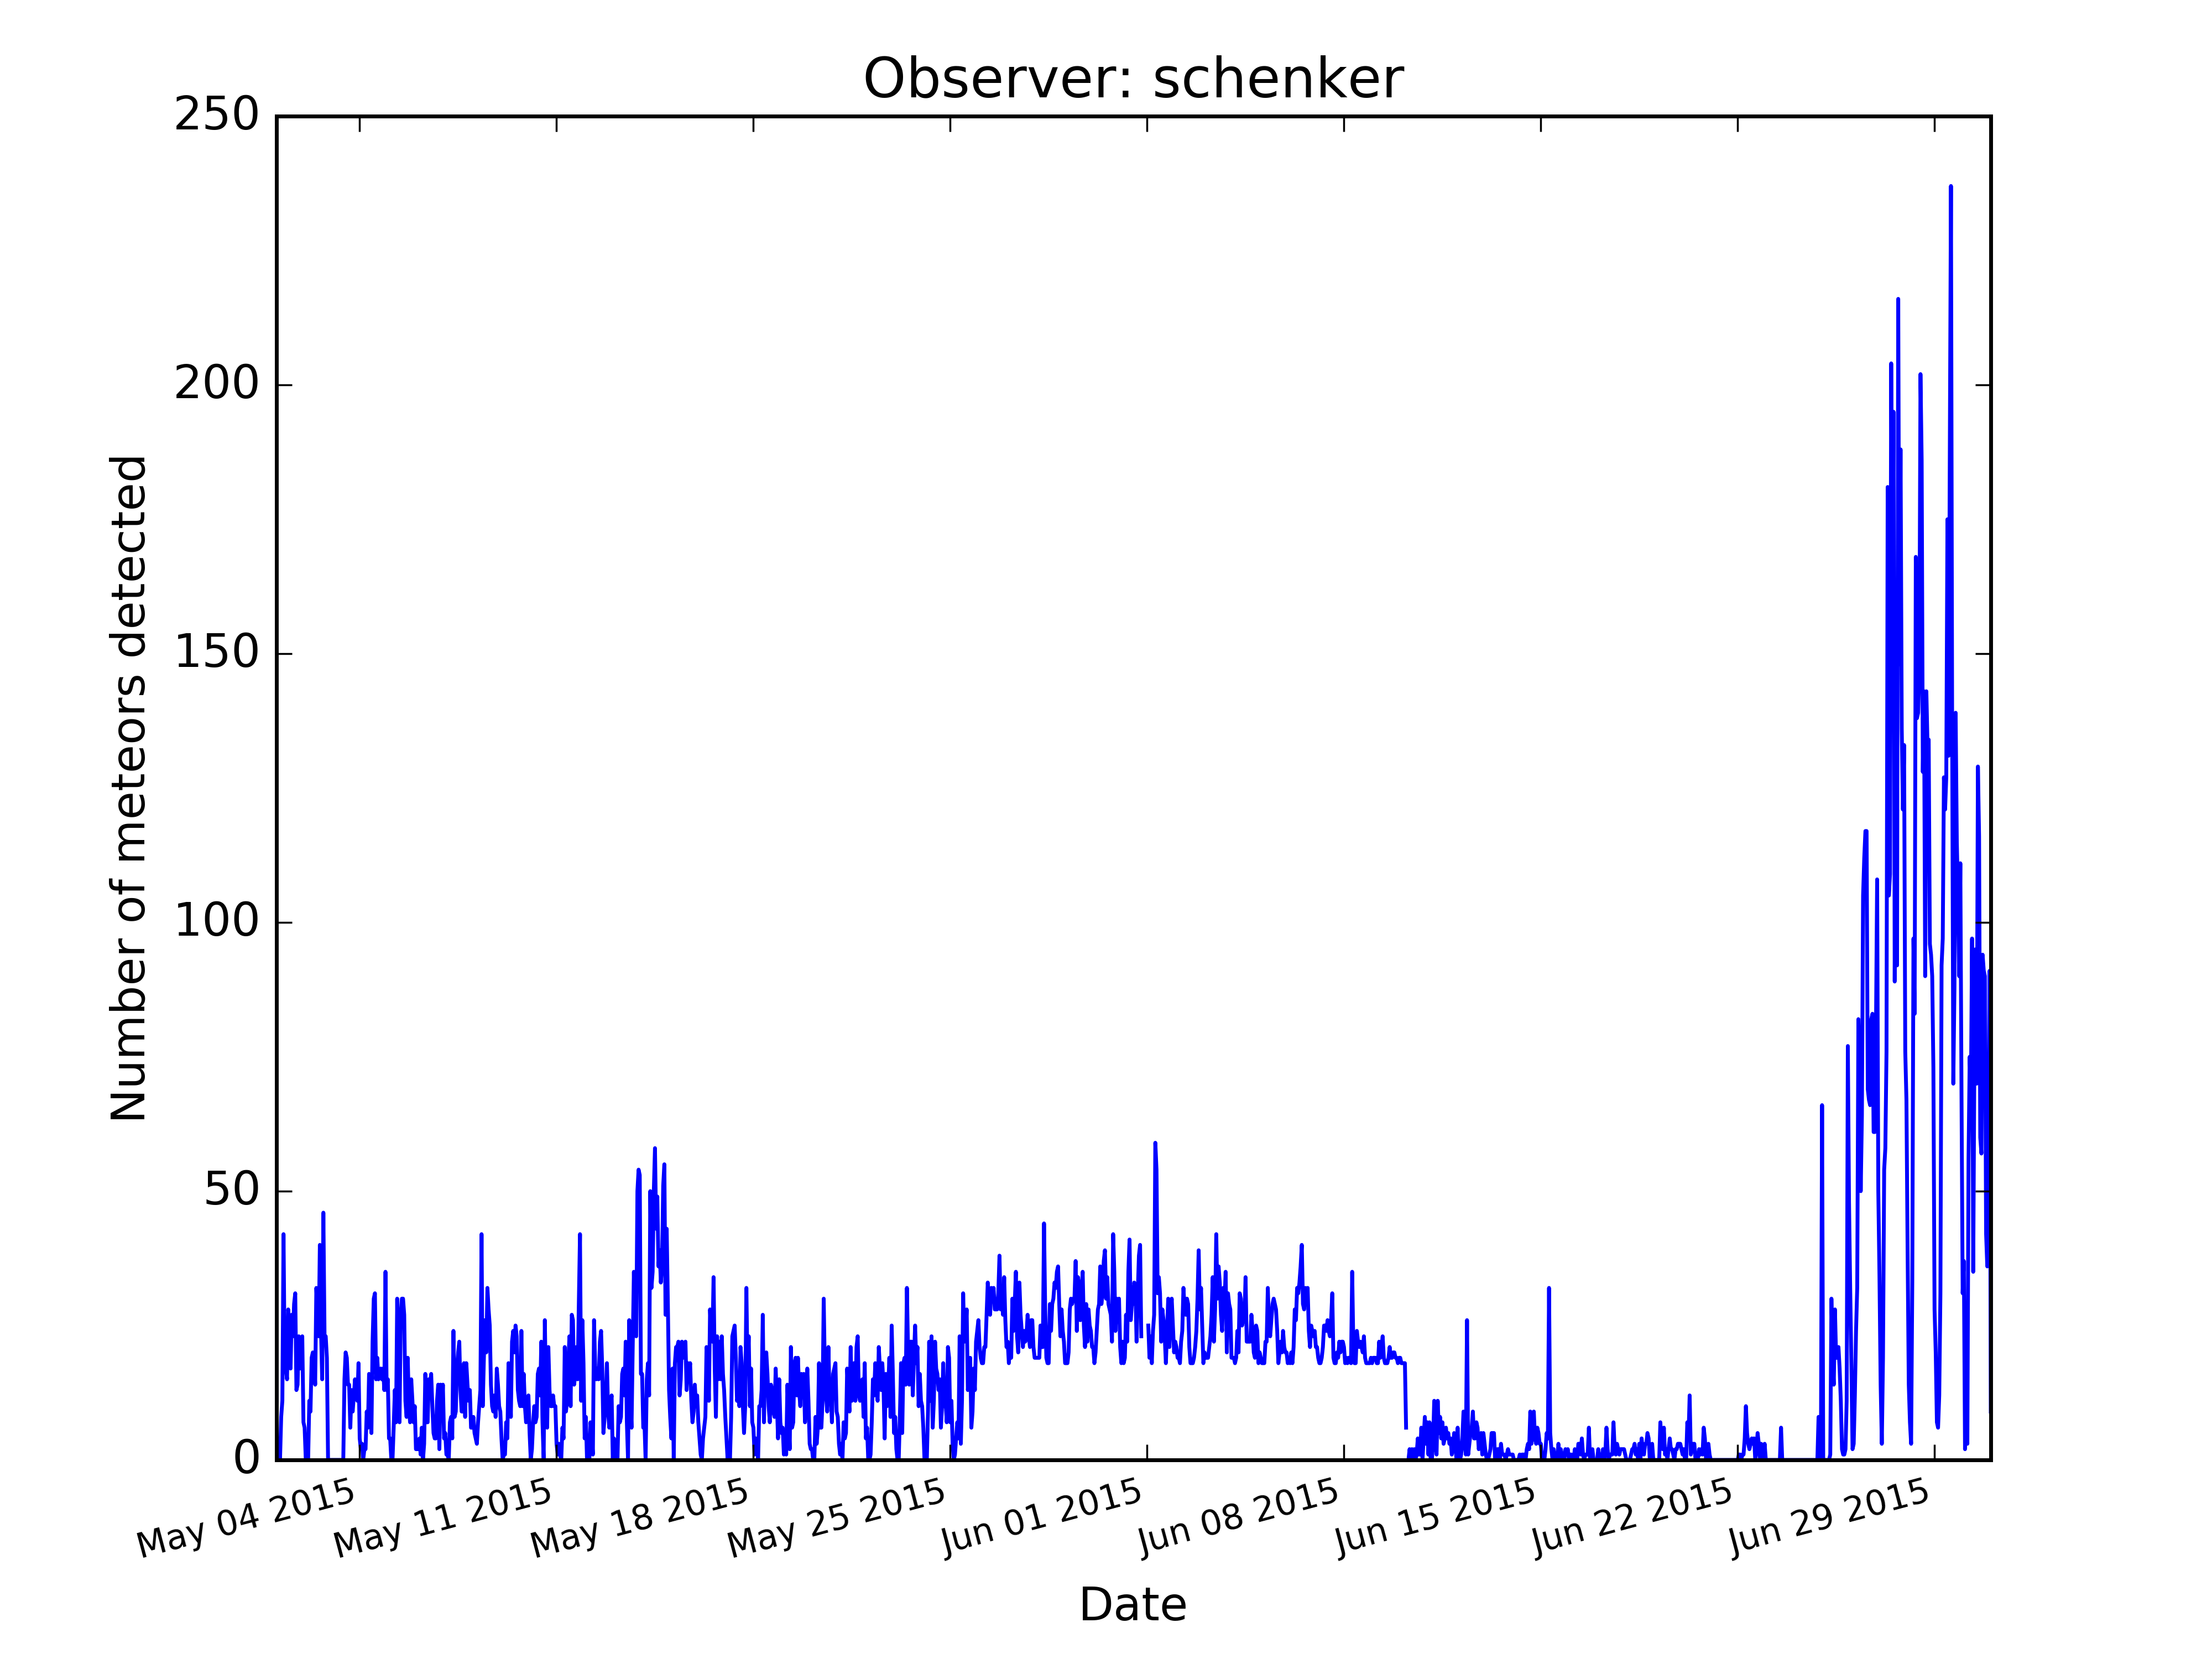 Observer: schenker
Number of meteors detected
250
200
150
100
50
0
May 04 2015
May 11 2015
May 18 2015
May 25 2015
Jun 01 2015
Jun 08 2015
Jun 15 2015
Jun 22 2015
Jun 29 2015
Date